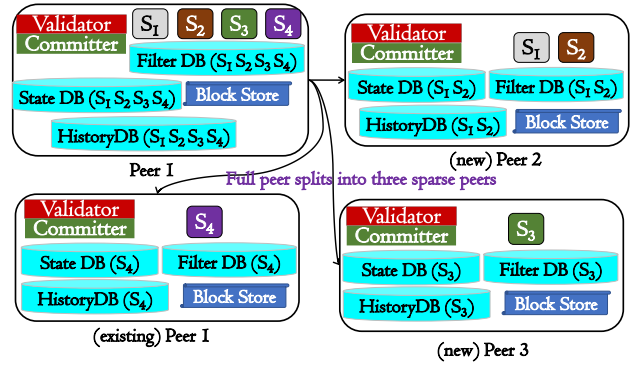 Validator
Committer
S1 S2 S3 S4
Filter DB (S1 S2 S3 S4)
State DB (S1 S2 S3 S4)
Block Store
HistoryDB (S1 S2 S3 S4)
Peer 1
Validator
Committer
S1 S2
State DB (S1 S2)
Filter DB (S1 S2)
HistoryDB (S1 S2)
Block Store
(new) Peer 2
Full peer splits into three sparse peers
Validator
Committer
S4
State DB (S4)
Filter DB (S4)
HistoryDB (S4)
Block Store
(existing) Peer 1
Validator
Committer
S3
State DB (S3)
Filter DB (S3)
HistoryDB (S3)
Block Store
(new) Peer 3